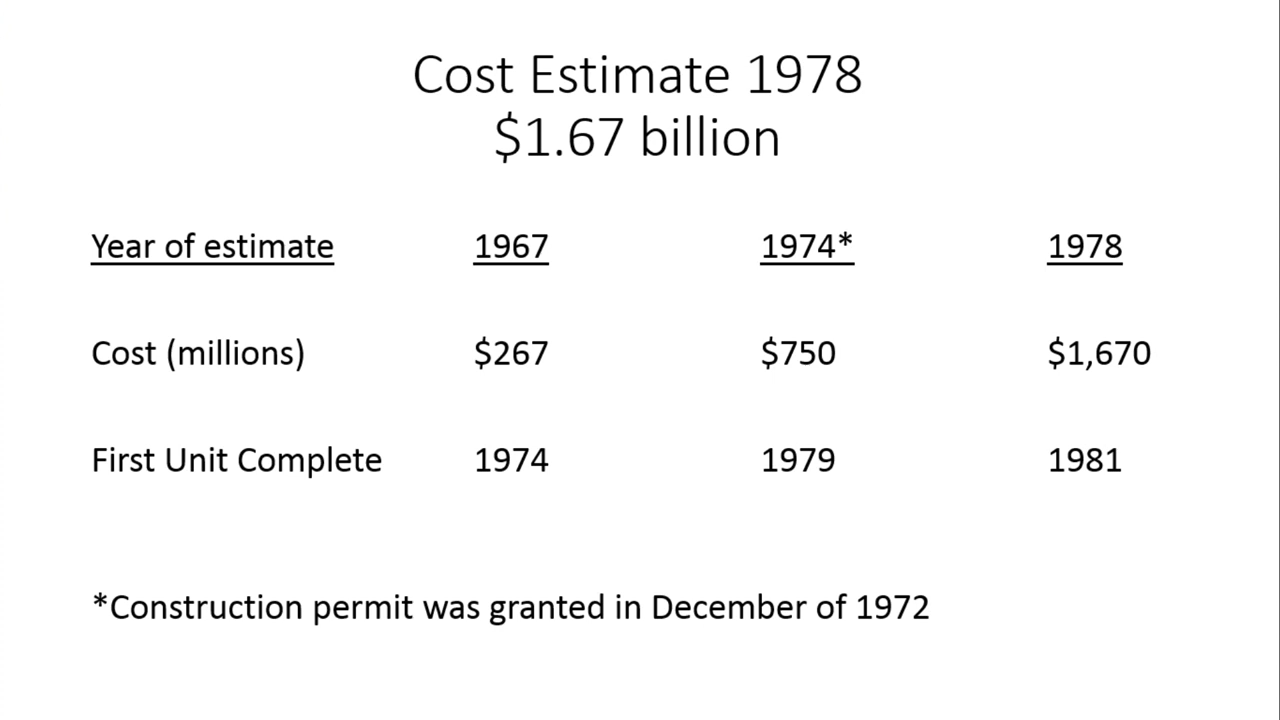 Cost Estimate 1978
$1.67 billion
Year of estimate 1967 1974* 1978
Cost (millions) $267 $750 $1,670
First Unit Complete 1974 1979 1981
*Construction permit was granted in December of 1972